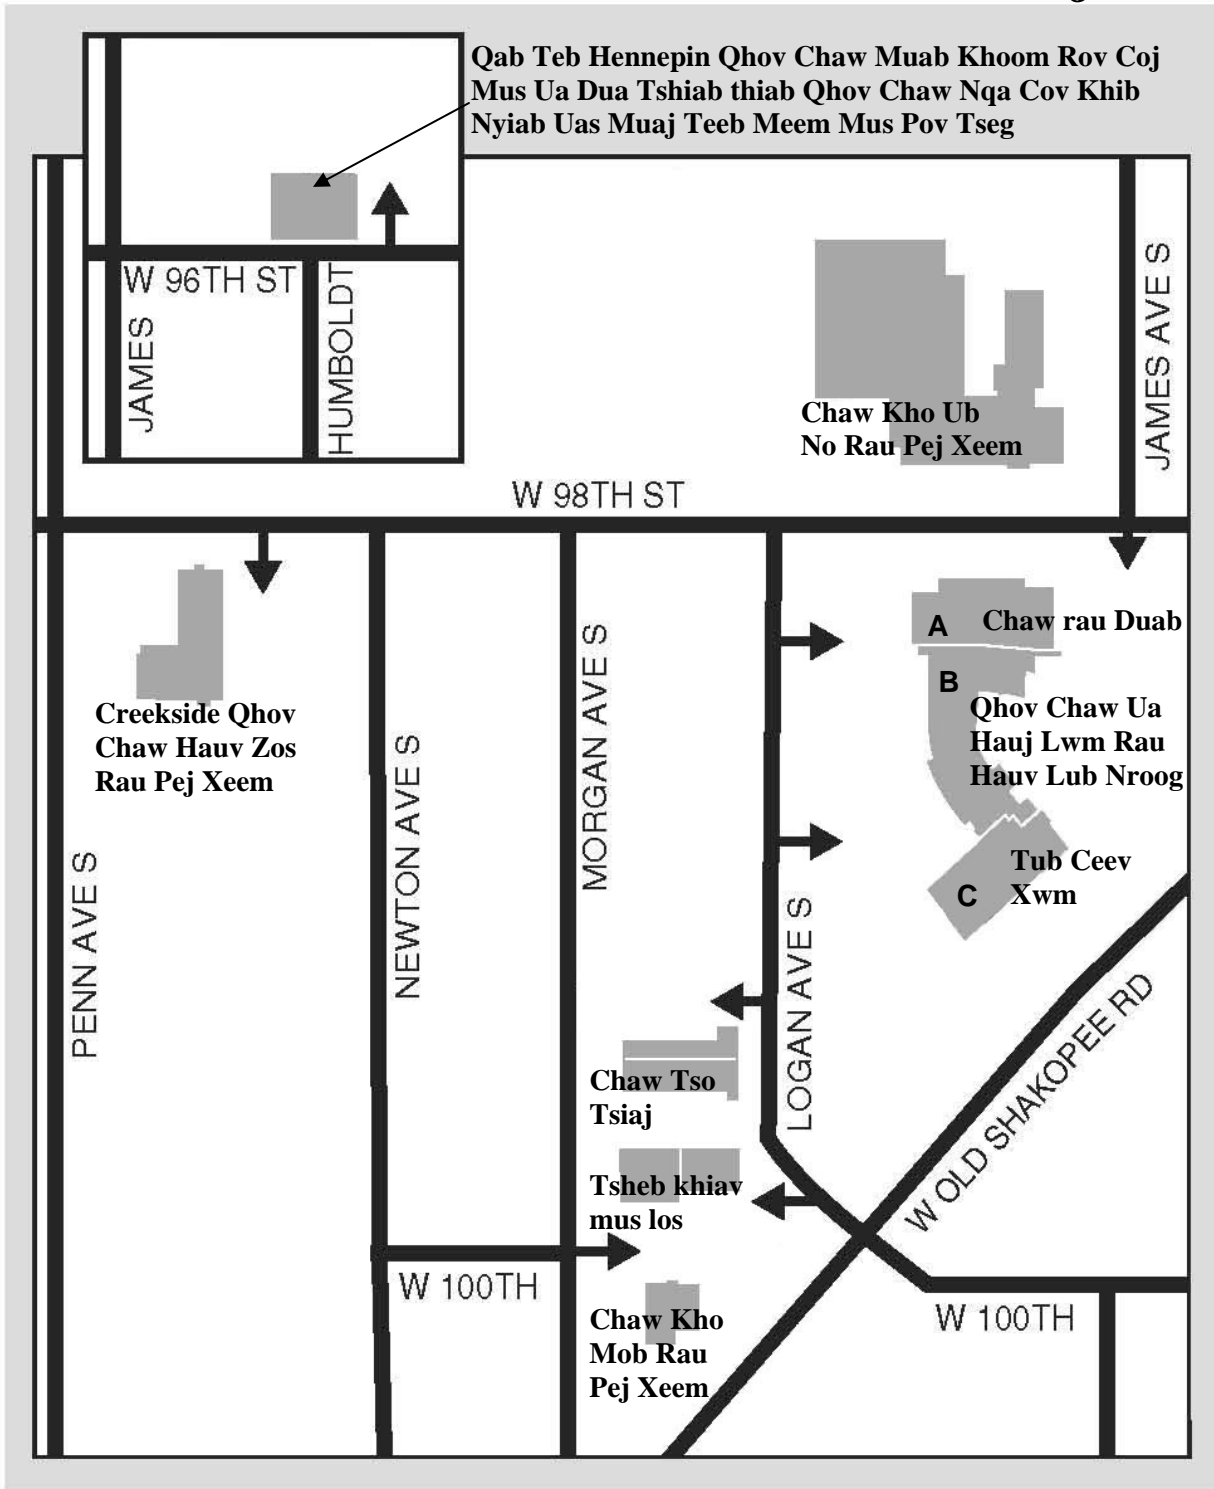 Qab Teb Hennepin Qhov Chaw Muab Khoom Rov Coj
Mus Ua Dua Tshiab thiab Qhov Chaw Nqa Cov Khib
Nyiab Uas Muaj Teeb Meem Mus Pov Tseg
W 96TH ST
JAMES
HUMBOLDT
JAMES AVE S
Chaw Kho Ub
No Rau Pej Xeem
W 98TH ST
A
Chaw rau Duab
B
Qhov Chaw Ua
Hauj Lwm Rau
Hauv Lub Nroog
Creekside Qhov
Chaw Hauv Zos
Rau Pej Xeem
MORGAN AVE S
NEWTON AVE S
PENN AVE S
Tub Ceev
Xwm
C
LOGAN AVE S
W OLD SHAKOPEE RD
Chaw Tso
Tsiaj
Tsheb khiav
mus los
W 100TH
W 100TH
Chaw Kho
Mob Rau
Pej Xeem